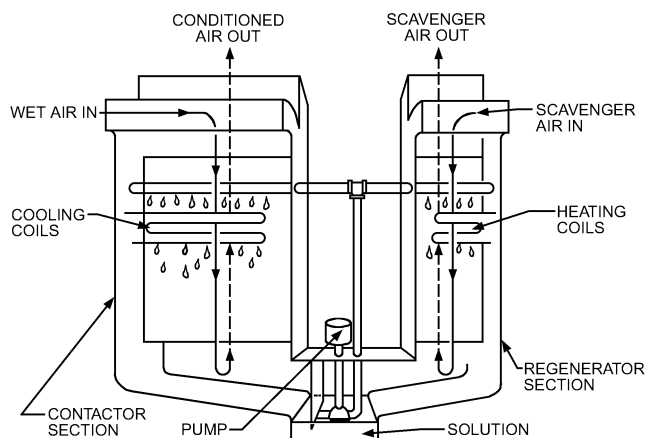 CONDITIONED
AIR OUT
SCAVENGER
AIR OUT
WET AIR IN
SCAVENGER
AIR IN
COOLING
COILS
HEATING
COILS
REGENERATOR
SECTION
CONTACTOR
SECTION
PUMP
SOLUTION